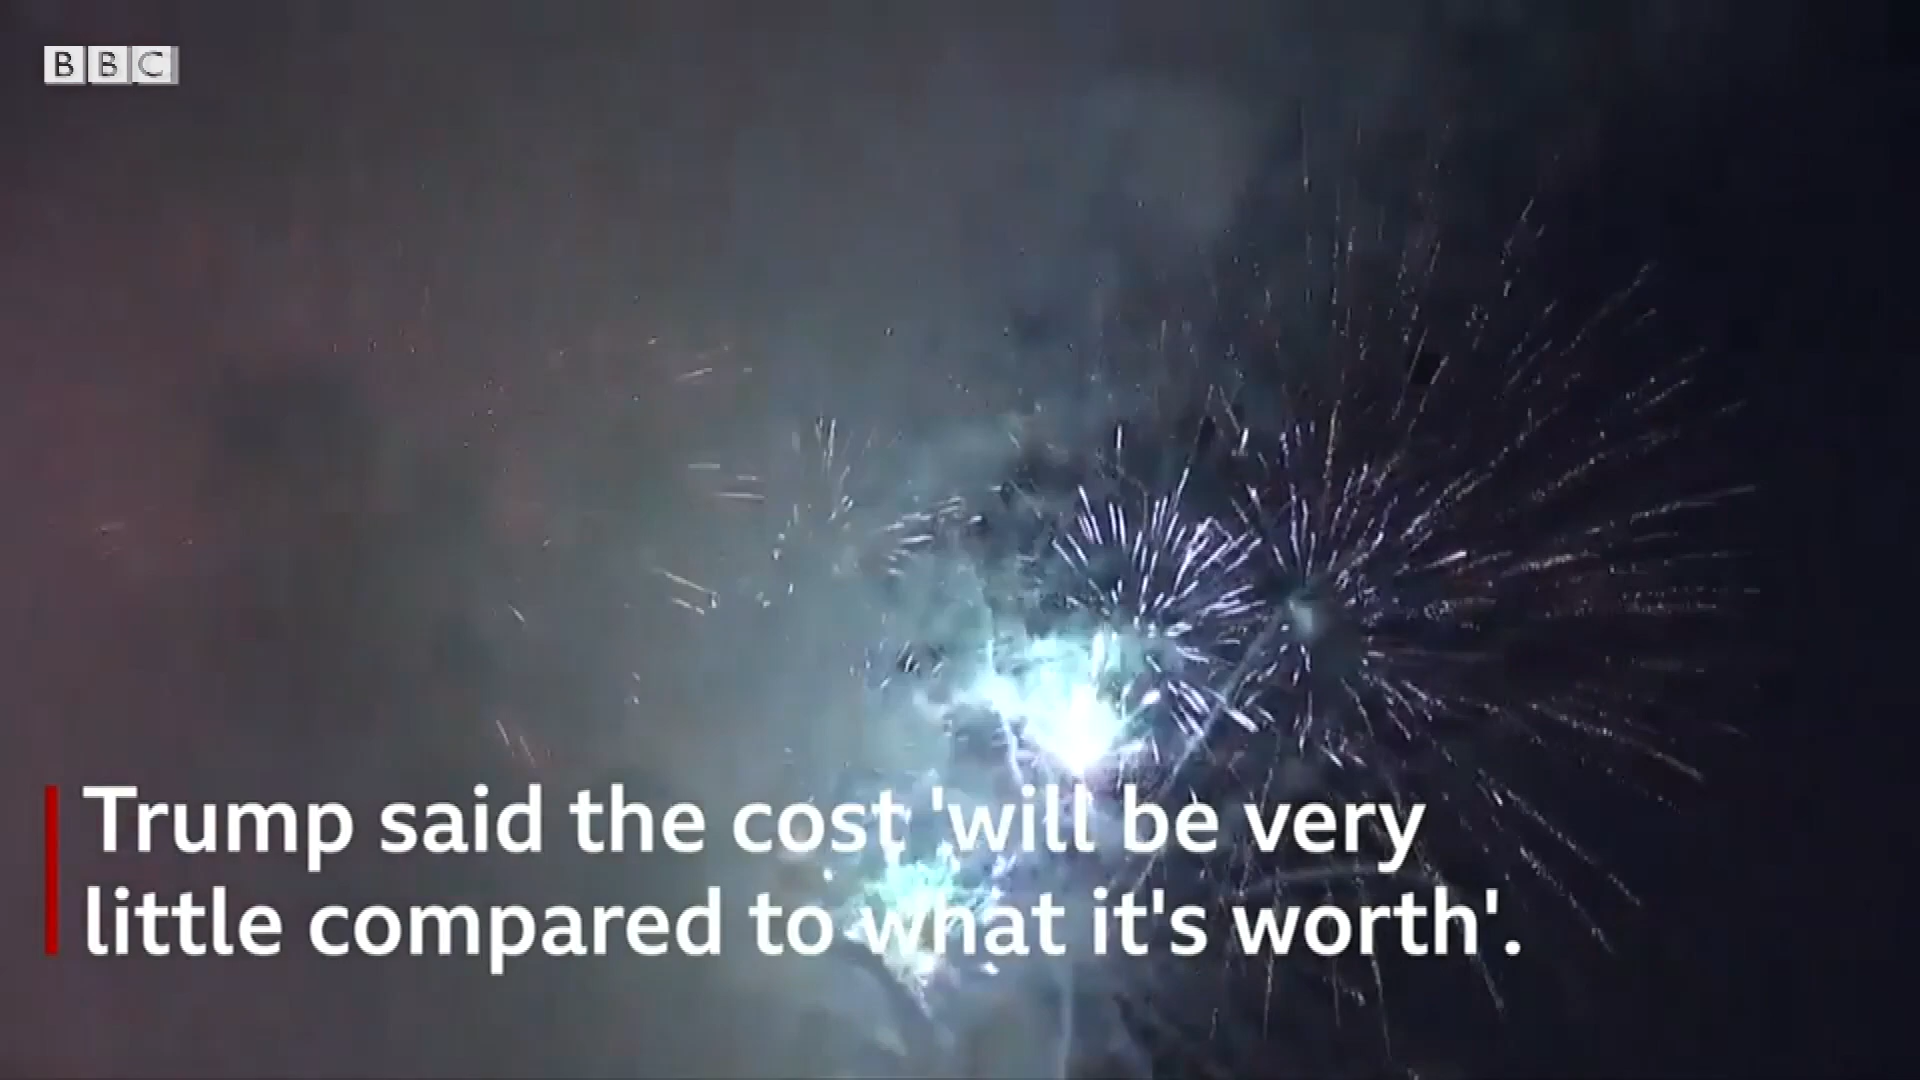 BBC
Trump said the cost 'will be very
little compared to what it's worth'.